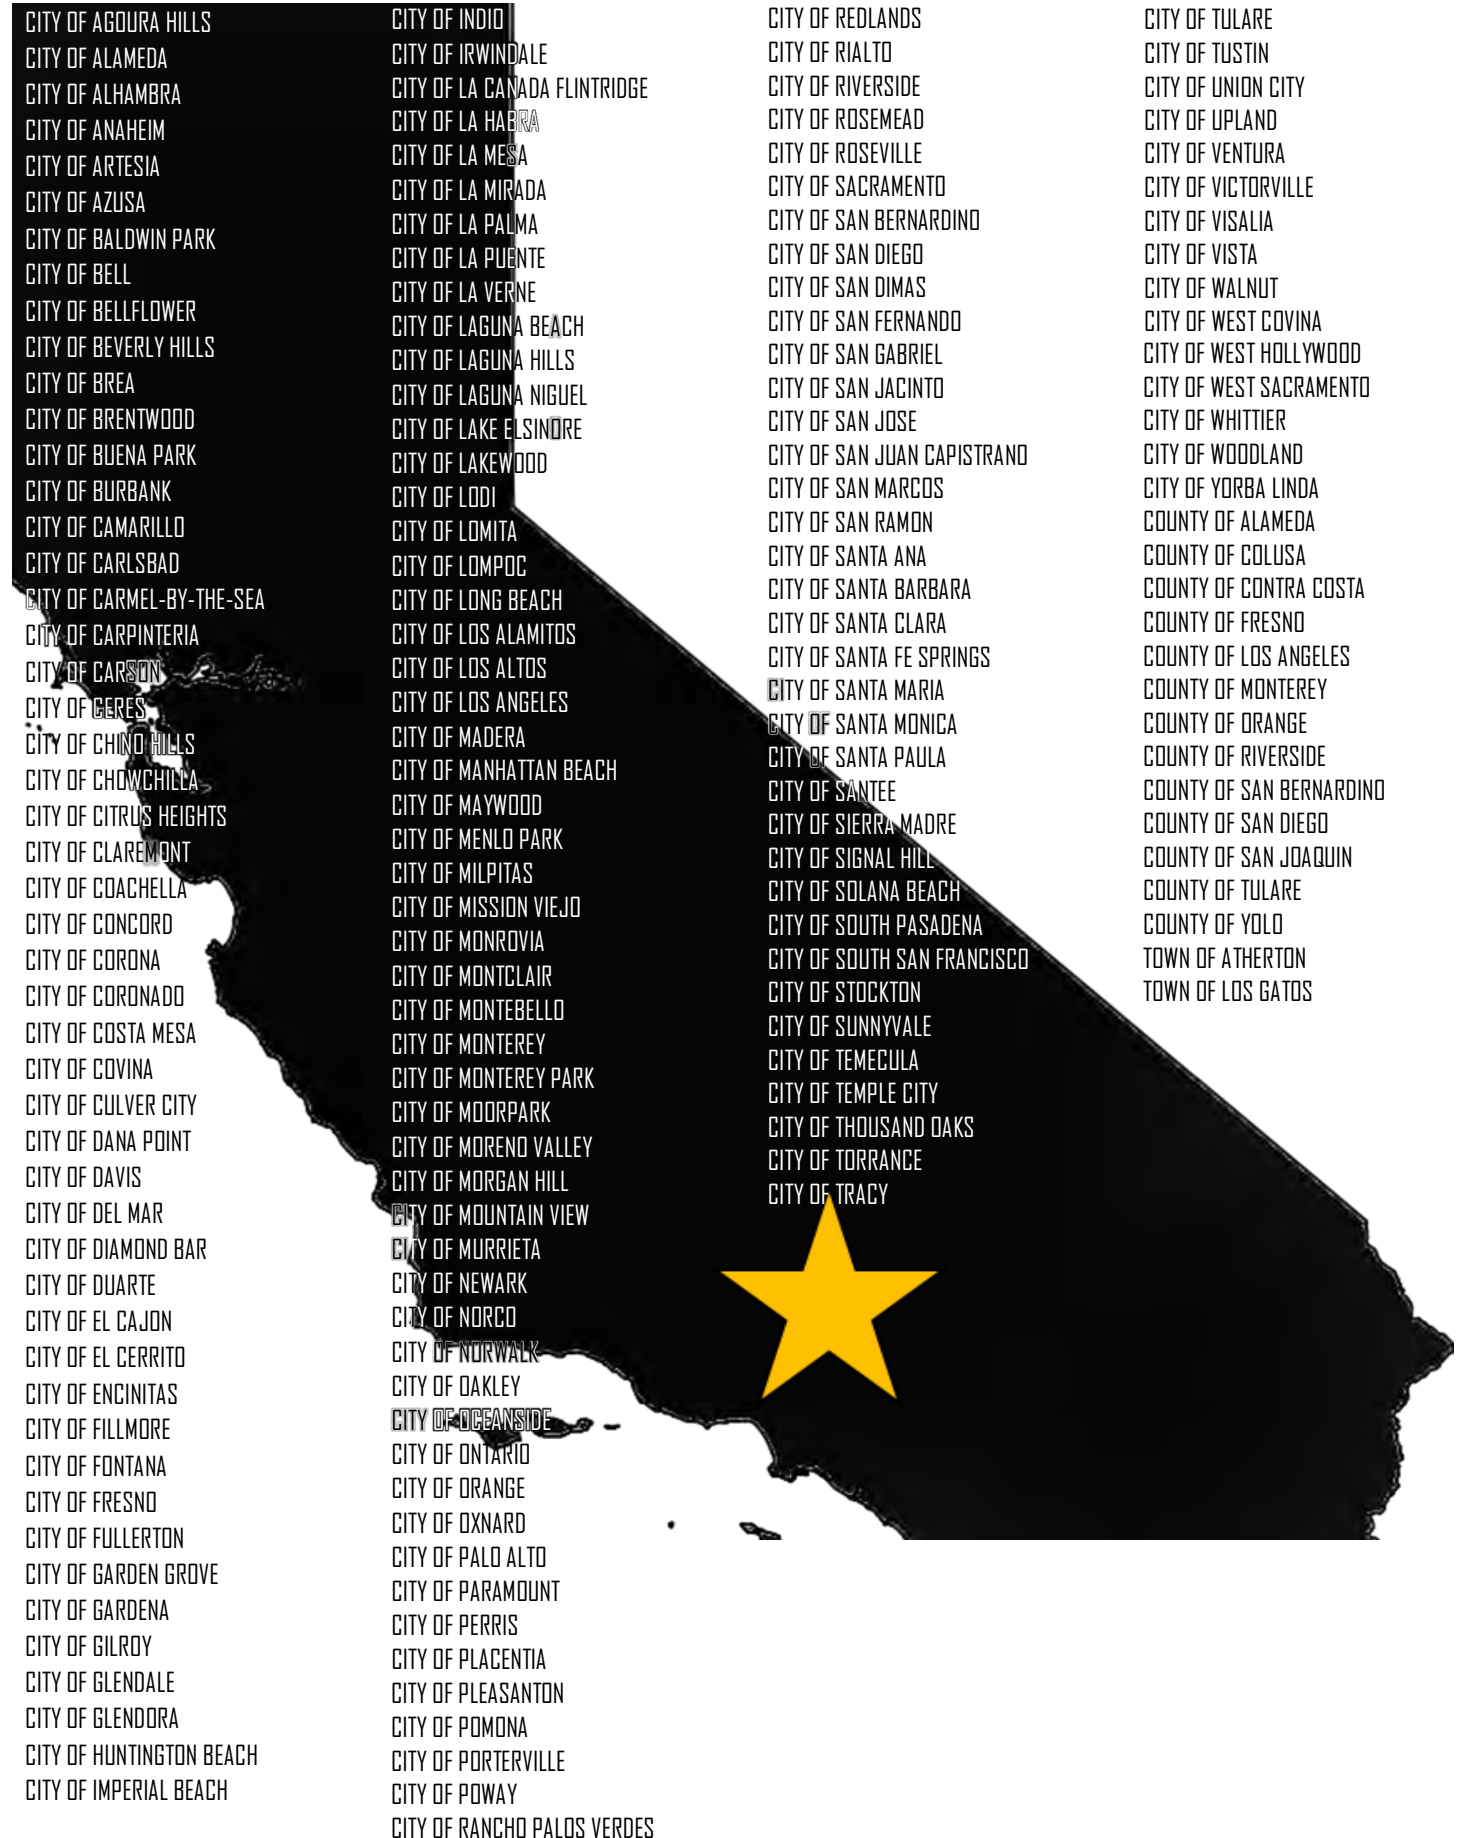 CITY OF AGOURA HILLS
CITY OF ALAMEDA
CITY OF ALHAMBRA
CITY OF ANAHEIM
CITY OF ARTESIA
CITY OF AZUSA
CITY OF BALDWIN PARK
CITY OF BELL
CITY OF BELLFLOWER
CITY OF BEVERLY HILLS
CITY OF BREA
CITY OF BRENTWOOD
CITY OF BUENA PARK
CITY OF BURBANK
CITY OF CAMARILLO
CITY OF CARLSBAD
CITY OF CARMEL-BY-THE-SEA
CITY OF CARPINTERIA
CITY OF CARSON
CITY OF CERES
CITY OF CHINO HILLS
CITY OF CHOWCHILLA
CITY OF CITRUS HEIGHTS
CITY OF CLAREMONT
CITY OF COACHELLA
CITY OF CONCORD
CITY OF CORONA
CITY OF CORONADO
CITY OF COSTA MESA
CITY OF COVINA
CITY OF CULVER CITY
CITY OF DANA POINT
CITY OF DAVIS
CITY OF DEL MAR
CITY OF DIAMOND BAR
CITY OF DUARTE
CITY OF EL CAJON
CITY OF EL CERRITO
CITY OF ENCINITAS
CITY OF FILLMORE
CITY OF FONTANA
CITY OF FRESNO
CITY OF FULLERTON
CITY OF GARDEN GROVE
CITY OF GARDENA
CITY OF GILROY
CITY OF GLENDALE
CITY OF GLENDORA
CITY OF HUNTINGTON BEACH
CITY OF IMPERIAL BEACH
CITY OF INDIO
CITY OF IRWINDALE
CITY OF LA CANADA FLINTRIDGE
CITY OF LA HABRA
CITY OF LA MESA
CITY OF LA MIRADA
CITY OF LA PALMA
CITY OF LA PUENTE
CITY OF LA VERNE
CITY OF LAGUNA BEACH
CITY OF LAGUNA HILLS
CITY OF LAGUNA NIGUEL
CITY OF LAKE ELSINORE
CITY OF LAKEWOOD
CITY OF LODI
CITY OF LOMITA
CITY OF LOMPOC
CITY OF LONG BEACH
CITY OF LOS ALAMITOS
CITY OF LOS ALTOS
CITY OF LOS ANGELES
CITY OF MADERA
CITY OF MANHATTAN BEACH
CITY OF MAYWOOD
CITY OF MENLO PARK
CITY OF MILPITAS
CITY OF MISSION VIEJO
CITY OF MONROVIA
CITY OF MONTCLAIR
CITY OF MONTEBELLO
CITY OF MONTEREY
CITY OF MONTEREY PARK
CITY OF MOORPARK
CITY OF MORENO VALLEY
CITY OF MORGAN HILL
CITY OF MOUNTAIN VIEW
CITY OF MURRIETA
CITY OF NEWARK
CITY OF NORCO
CITY OF NORWALK
CITY OF OAKLEY
CITY OF OCEANSIDE
CITY OF ONTARIO
CITY OF ORANGE
CITY OF OXNARD
CITY OF PALO ALTO
CITY OF PARAMOUNT
CITY OF PERRIS
CITY OF PLACENTIA
CITY OF PLEASANTON
CITY OF POMONA
CITY OF PORTERVILLE
CITY OF POWAY
CITY OF RANCHO PALOS VERDES
CITY OF REDLANDS
CITY OF RIALTO
CITY OF RIVERSIDE
CITY OF ROSEMEAD
CITY OF ROSEVILLE
CITY OF SACRAMENTO
CITY OF SAN BERNARDINO
CITY OF SAN DIEGO
CITY OF SAN DIMAS
CITY OF SAN FERNANDO
CITY OF SAN GABRIEL
CITY OF SAN JACINTO
CITY OF SAN JOSE
CITY OF SAN JUAN CAPISTRANO
CITY OF SAN MARCOS
CITY OF SAN RAMON
CITY OF SANTA ANA
CITY OF SANTA BARBARA
CITY OF SANTA CLARA
CITY OF SANTA FE SPRINGS
CITY OF SANTA MARIA
CITY OF SANTA MONICA
CITY OF SANTA PAULA
CITY OF SANTEE
CITY OF SIERRA MADRE
CITY OF SIGNAL HILL
CITY OF SOLANA BEACH
CITY OF SOUTH PASADENA
CITY OF SOUTH SAN FRANCISCO
CITY OF STOCKTON
CITY OF SUNNYVALE
CITY OF TEMECULA
CITY OF TEMPLE CITY
CITY OF THOUSAND OAKS
CITY OF TORRANCE
CITY OF TRACY
CITY OF TULARE
CITY OF TUSTIN
CITY OF UNION CITY
CITY OF UPLAND
CITY OF VENTURA
CITY OF VICTORVILLE
CITY OF VISALIA
CITY OF VISTA
CITY OF WALNUT
CITY OF WEST COVINA
CITY OF WEST HOLLYWOOD
CITY OF WEST SACRAMENTO
CITY OF WHITTIER
CITY OF WOODLAND
CITY OF YORBA LINDA
COUNTY OF ALAMEDA
COUNTY OF COLUSA
COUNTY OF CONTRA COSTA
COUNTY OF FRESNO
COUNTY OF LOS ANGELES
COUNTY OF MONTEREY
COUNTY OF ORANGE
COUNTY OF RIVERSIDE
COUNTY OF SAN BERNARDINO
COUNTY OF SAN DIEGO
COUNTY OF SAN JOAQUIN
COUNTY OF TULARE
COUNTY OF YOLO
TOWN OF ATHERTON
TOWN OF LOS GATOS